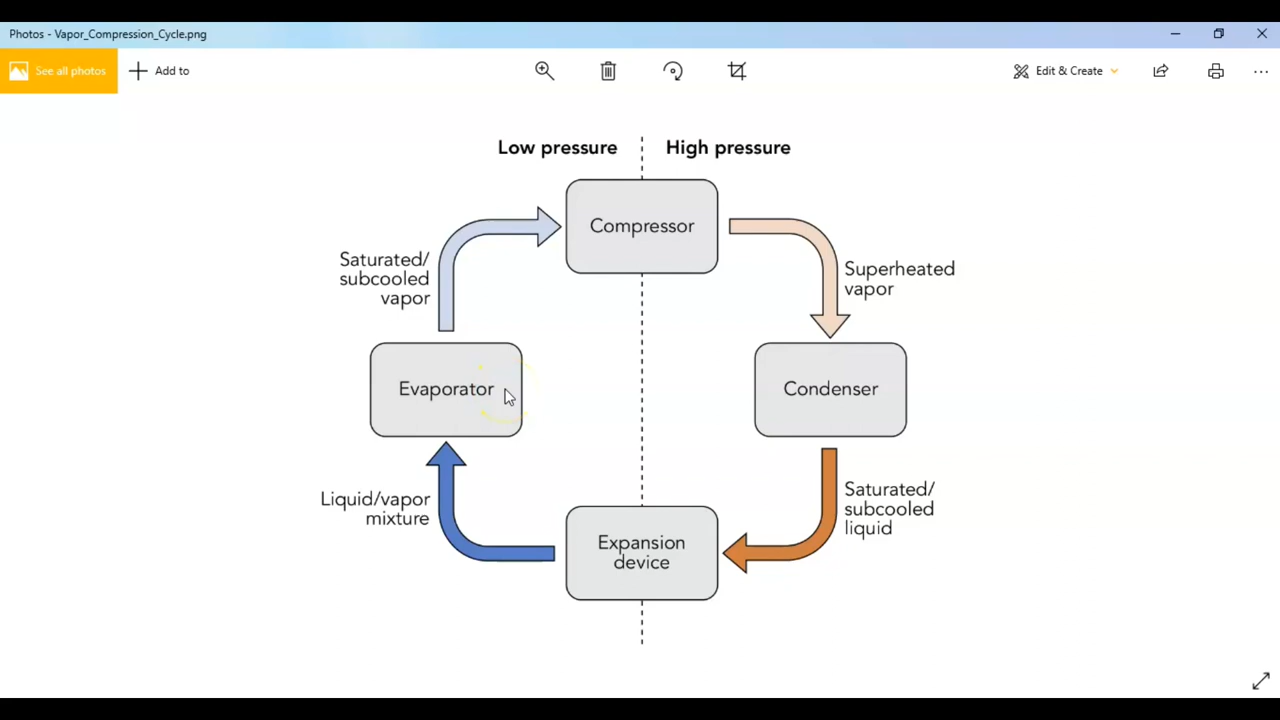 Photos - Vapor_Compression_Cycle.png
See all photos
Add to
Edit & Create
Low pressure
High pressure
Compressor
Saturated/
subcooled
vapor
Superheated
vapor
Evaporator
Condenser
Liquid/vapor
mixture
Saturated/
subcooled
liquid
Expansion
device